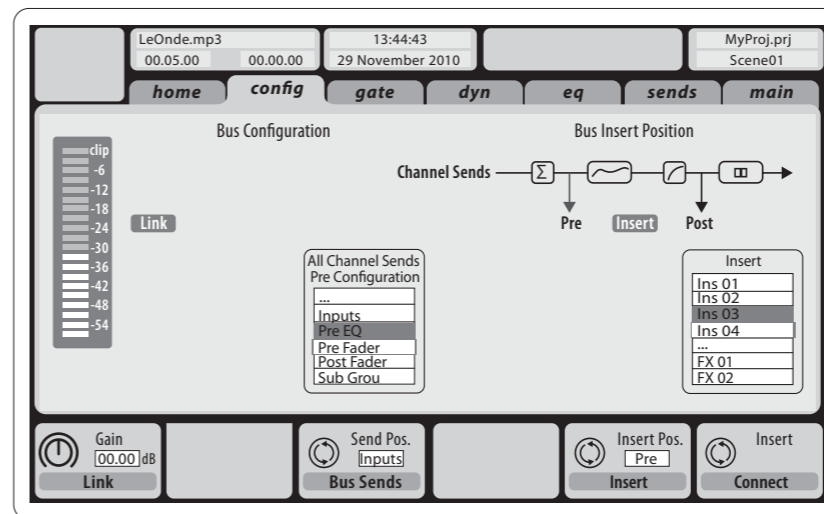 LeOnde.mp3
00.05.00 00.00.00
13:44:43
29 November 2010
MyProj.prj
Scene01
home config gate dyn eq sends main
Bus Configuration
Bus Insert Position
clip
-6
-12
-18
-24
-30
-36
-42
-48
-54
Link
Channel Sends Σ
Pre Insert Post
All Channel Sends
Pre Configuration
...
Inputs
Pre EQ
Pre Fader
Post Fader
Sub Grou
Insert
Ins 01
Ins 02
Ins 03
Ins 04
...
FX 01
FX 02
Gain
00.00 dB
Link
Send Pos.
Inputs
Bus Sends
Insert Pos.
Pre
Insert
Insert
Connect